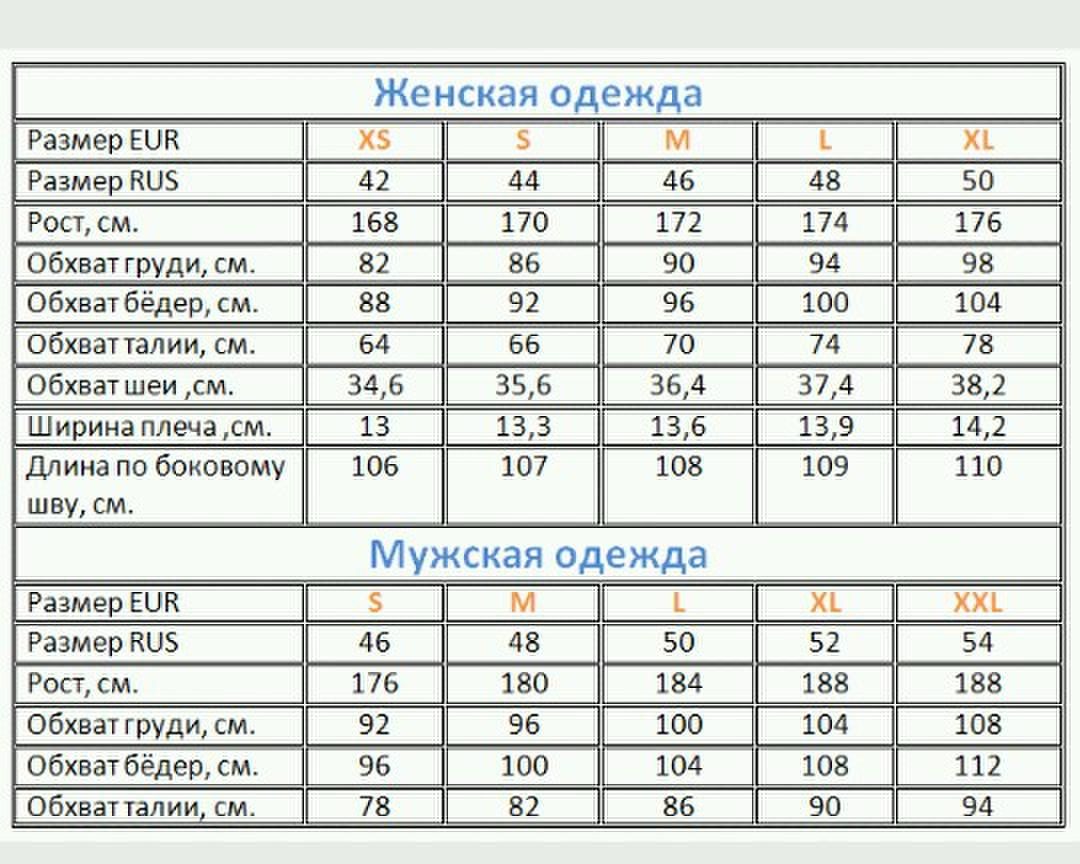 Женская одежда
Размер EUR XS S M L XL
Размер RUS 42 44 46 48 50
Рост, см. 168 170 172 174 176
Обхват груди, см. 82 86 90 94 98
Обхват бёдер, см. 88 92 96 100 104
Обхват талии, см. 64 66 70 74 78
Обхват шеи ,см. 34,6 35,6 36,4 37,4 38,2
Ширина плеча ,см. 13 13,3 13,6 13,9 14,2
Длина по боковому 106 107 108 109 110
шву, см.
Мужская одежда
Размер EUR S M L XL XXL
Размер RUS 46 48 50 52 54
Рост, см. 176 180 184 188 188
Обхват груди, см. 92 96 100 104 108
Обхват бёдер, см. 96 100 104 108 112
Обхват талии, см. 78 82 86 90 94